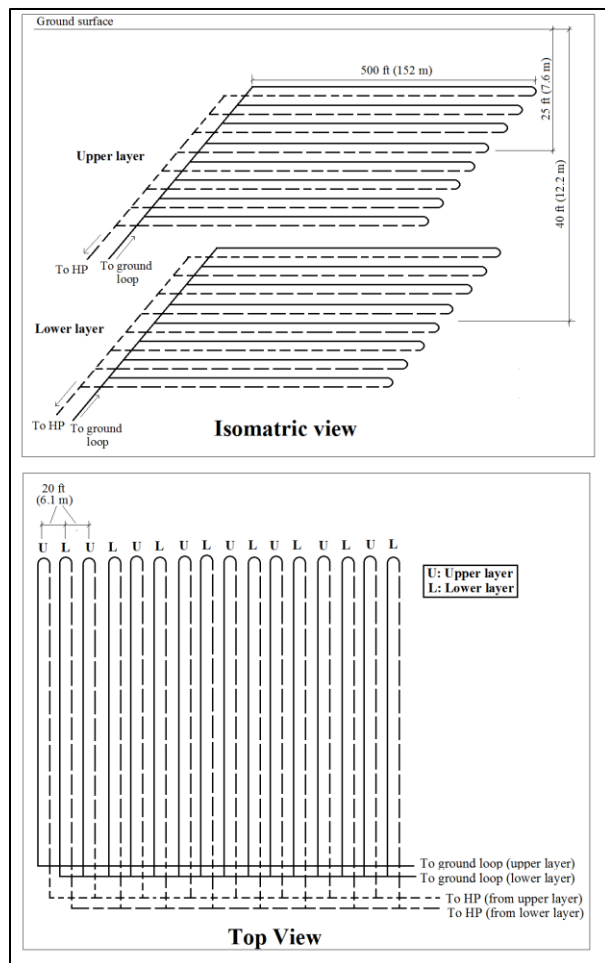 Ground surface
500 ft (152 m)
25 ft (7.6 m)
40 ft (12.2 m)
Upper layer
To HP
To ground
loop
Lower layer
To HP
To ground
loop
Isomatric view
20 ft
(6.1 m)
U L U L U L U L U L U L U L U L
U: Upper layer
L: Lower layer
To ground loop (upper layer)
To ground loop (lower layer)
To HP (from upper layer)
To HP (from lower layer)
Top View